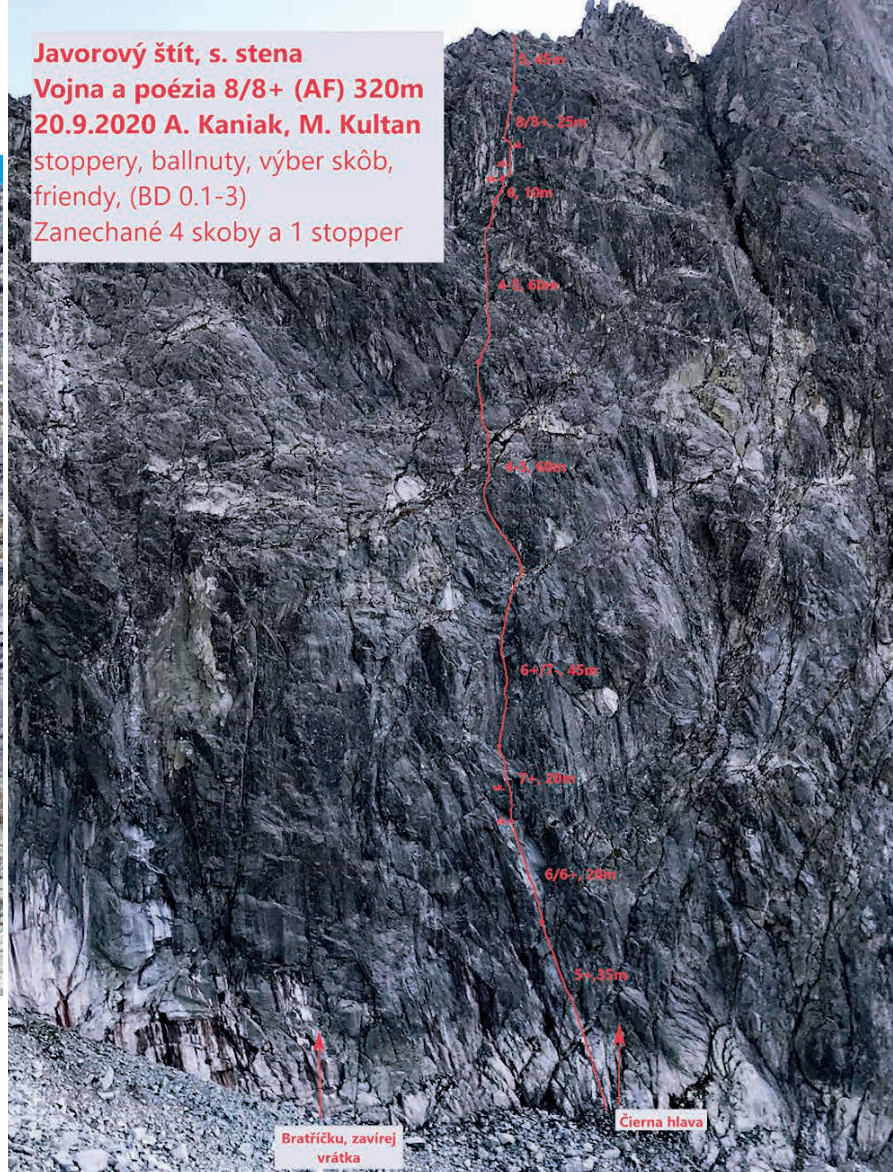 Javorový štít, s. stena
Vojna a poézia 8/8+ (AF) 320m
20.9.2020 A. Kaniak, M. Kultan
stoppery, ballnuty, výber skôb,
friendy, (BD 0.1-3)
Zanechané 4 skoby a 1 stopper
5, 45m
8/8+, 25m
6, 10m
4-5, 60m
4-5, 60m
6+/7-, 45m
7+, 20m
6/6+, 20m
5+,35m
Čierna hlava
Bratříčku, zavírej
vrátka